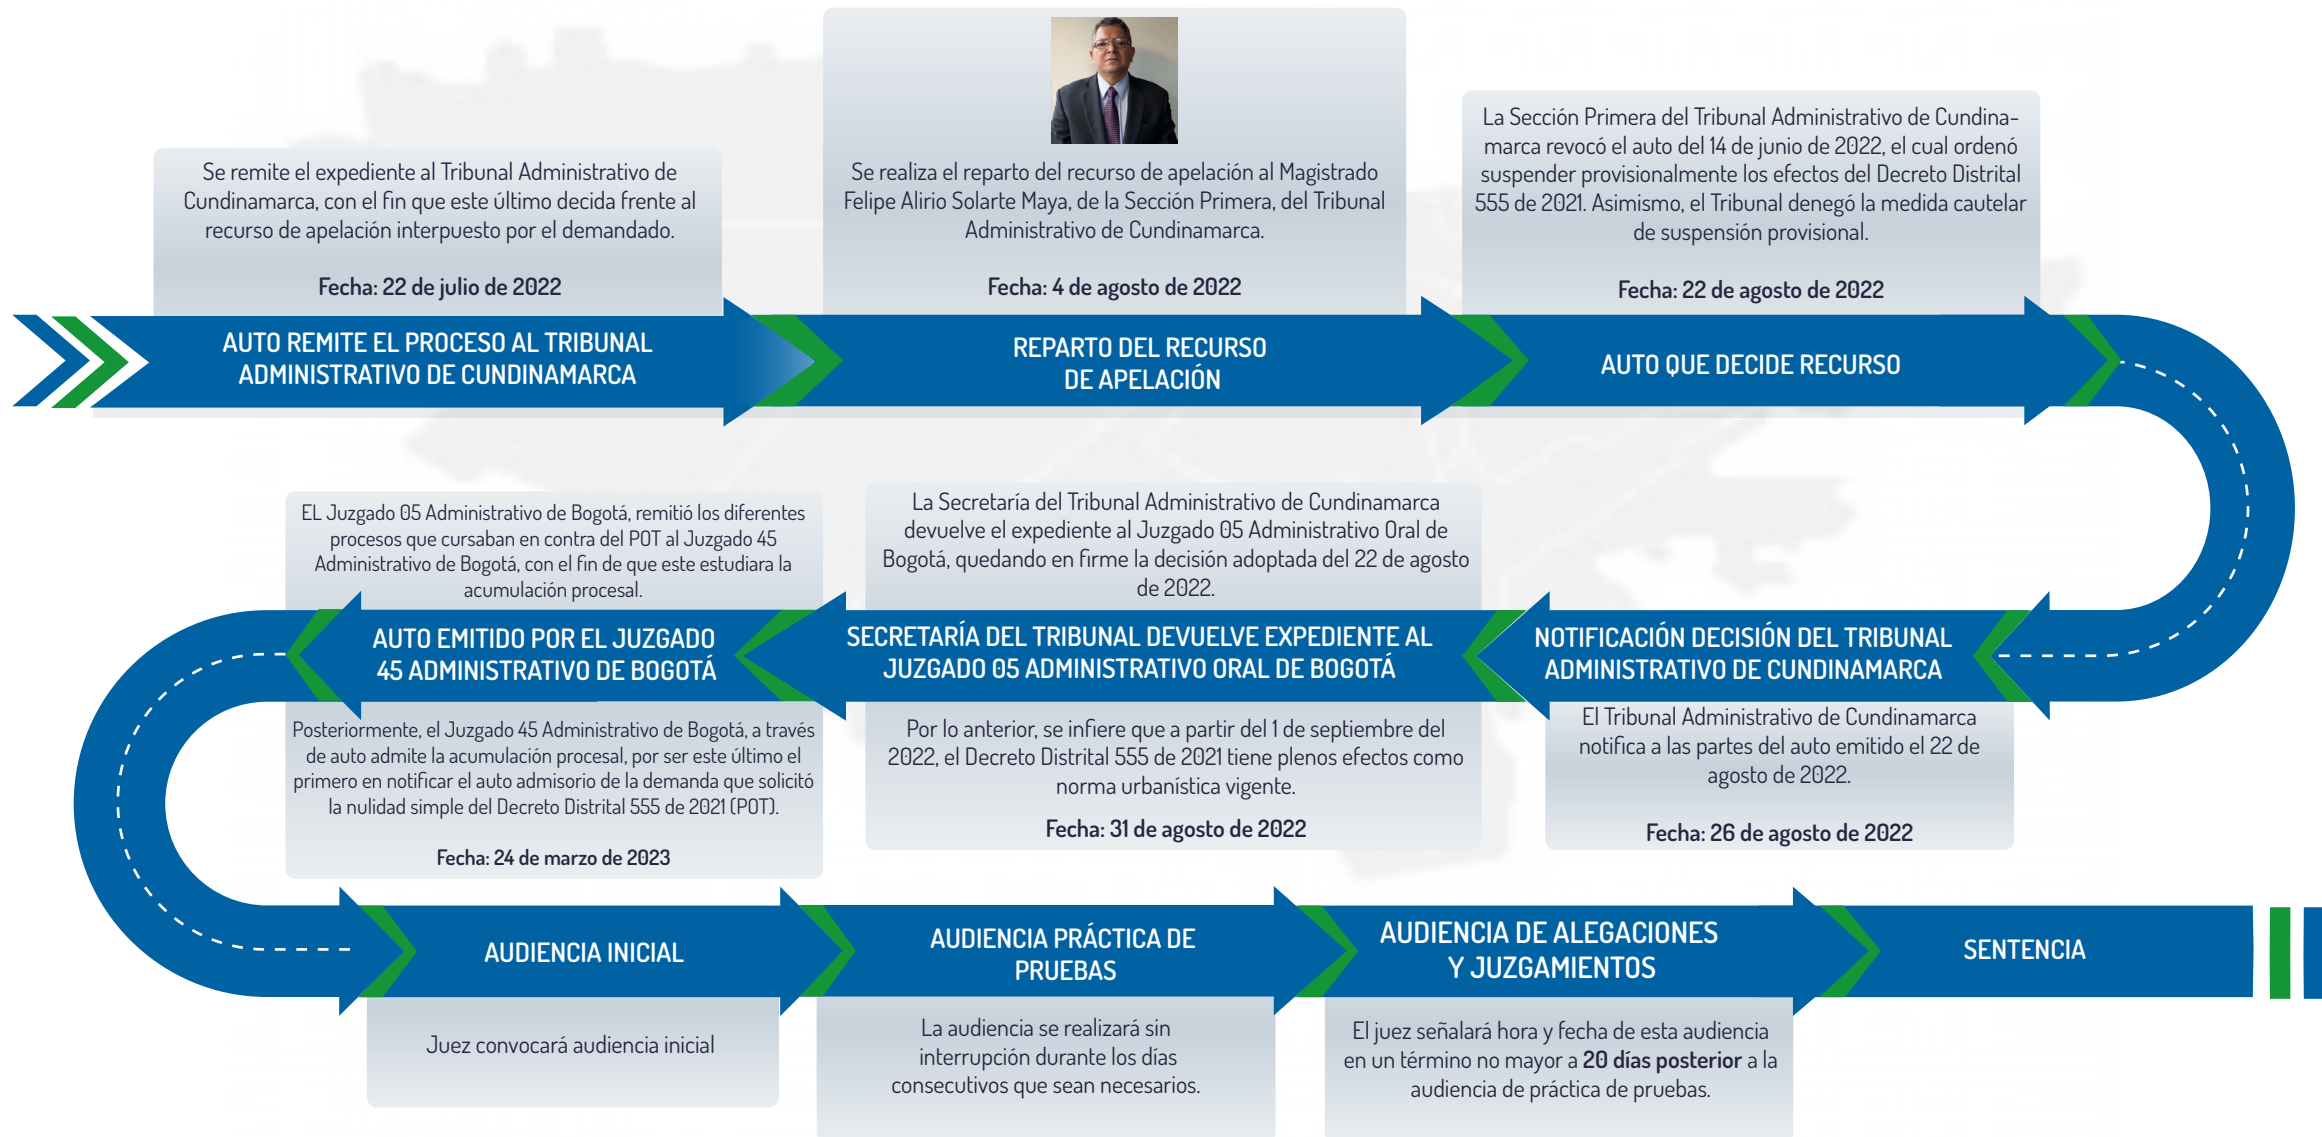 Se remite el expediente al Tribunal Administrativo de
Cundinamarca, con el fin que este último decida frente al
recurso de apelación interpuesto por el demandado.
Fecha: 22 de julio de 2022
AUTO REMITE EL PROCESO AL TRIBUNAL
ADMINISTRATIVO DE CUNDINAMARCA
Se realiza el reparto del recurso de apelación al Magistrado
Felipe Alirio Solarte Maya, de la Sección Primera, del Tribunal
Administrativo de Cundinamarca.
Fecha: 4 de agosto de 2022
REPARTO DEL RECURSO
DE APELACIÓN
La Sección Primera del Tribunal Administrativo de Cundina-
marca revocó el auto del 14 de junio de 2022, el cual ordenó
suspender provisionalmente los efectos del Decreto Distrital
555 de 2021. Asimismo, el Tribunal denegó la medida cautelar
de suspensión provisional.
Fecha: 22 de agosto de 2022
AUTO QUE DECIDE RECURSO
NOTIFICACIÓN DECISIÓN DEL TRIBUNAL
ADMINISTRATIVO DE CUNDINAMARCA
El Tribunal Administrativo de Cundinamarca
notifica a las partes del auto emitido el 22 de
agosto de 2022.
Fecha: 26 de agosto de 2022
La Secretaría del Tribunal Administrativo de Cundinamarca
devuelve el expediente al Juzgado 05 Administrativo Oral de
Bogotá, quedando en firme la decisión adoptada del 22 de agosto
de 2022.
SECRETARÍA DEL TRIBUNAL DEVUELVE EXPEDIENTE AL
JUZGADO 05 ADMINISTRATIVO ORAL DE BOGOTÁ
Por lo anterior, se infiere que a partir del 1 de septiembre del
2022, el Decreto Distrital 555 de 2021 tiene plenos efectos como
norma urbanística vigente.
Fecha: 31 de agosto de 2022
EL Juzgado 05 Administrativo de Bogotá, remitió los diferentes
procesos que cursaban en contra del POT al Juzgado 45
Administrativo de Bogotá, con el fin de que este estudiara la
acumulación procesal.
AUTO EMITIDO POR EL JUZGADO
45 ADMINISTRATIVO DE BOGOTÁ
Posteriormente, el Juzgado 45 Administrativo de Bogotá, a través
de auto admite la acumulación procesal, por ser este último el
primero en notificar el auto admisorio de la demanda que solicitó
la nulidad simple del Decreto Distrital 555 de 2021 (POT).
Fecha: 24 de marzo de 2023
AUDIENCIA INICIAL
Juez convocará audiencia inicial
AUDIENCIA PRÁCTICA DE
PRUEBAS
La audiencia se realizará sin
interrupción durante los días
consecutivos que sean necesarios.
AUDIENCIA DE ALEGACIONES
Y JUZGAMIENTOS
El juez señalará hora y fecha de esta audiencia
en un término no mayor a 20 días posterior a la
audiencia de práctica de pruebas.
SENTENCIA